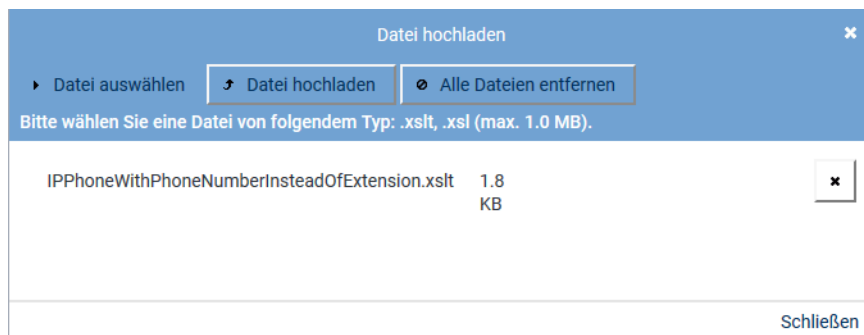 Datei hochladen
Datei auswählen Datei hochladen Alle Dateien entfernen
Bitte wählen Sie eine Datei von folgendem Typ: .xslt, .xsl (max. 1.0 MB).
IPPhoneWithPhoneNumberInsteadOfExtension.xslt 1.8
KB
Schließen